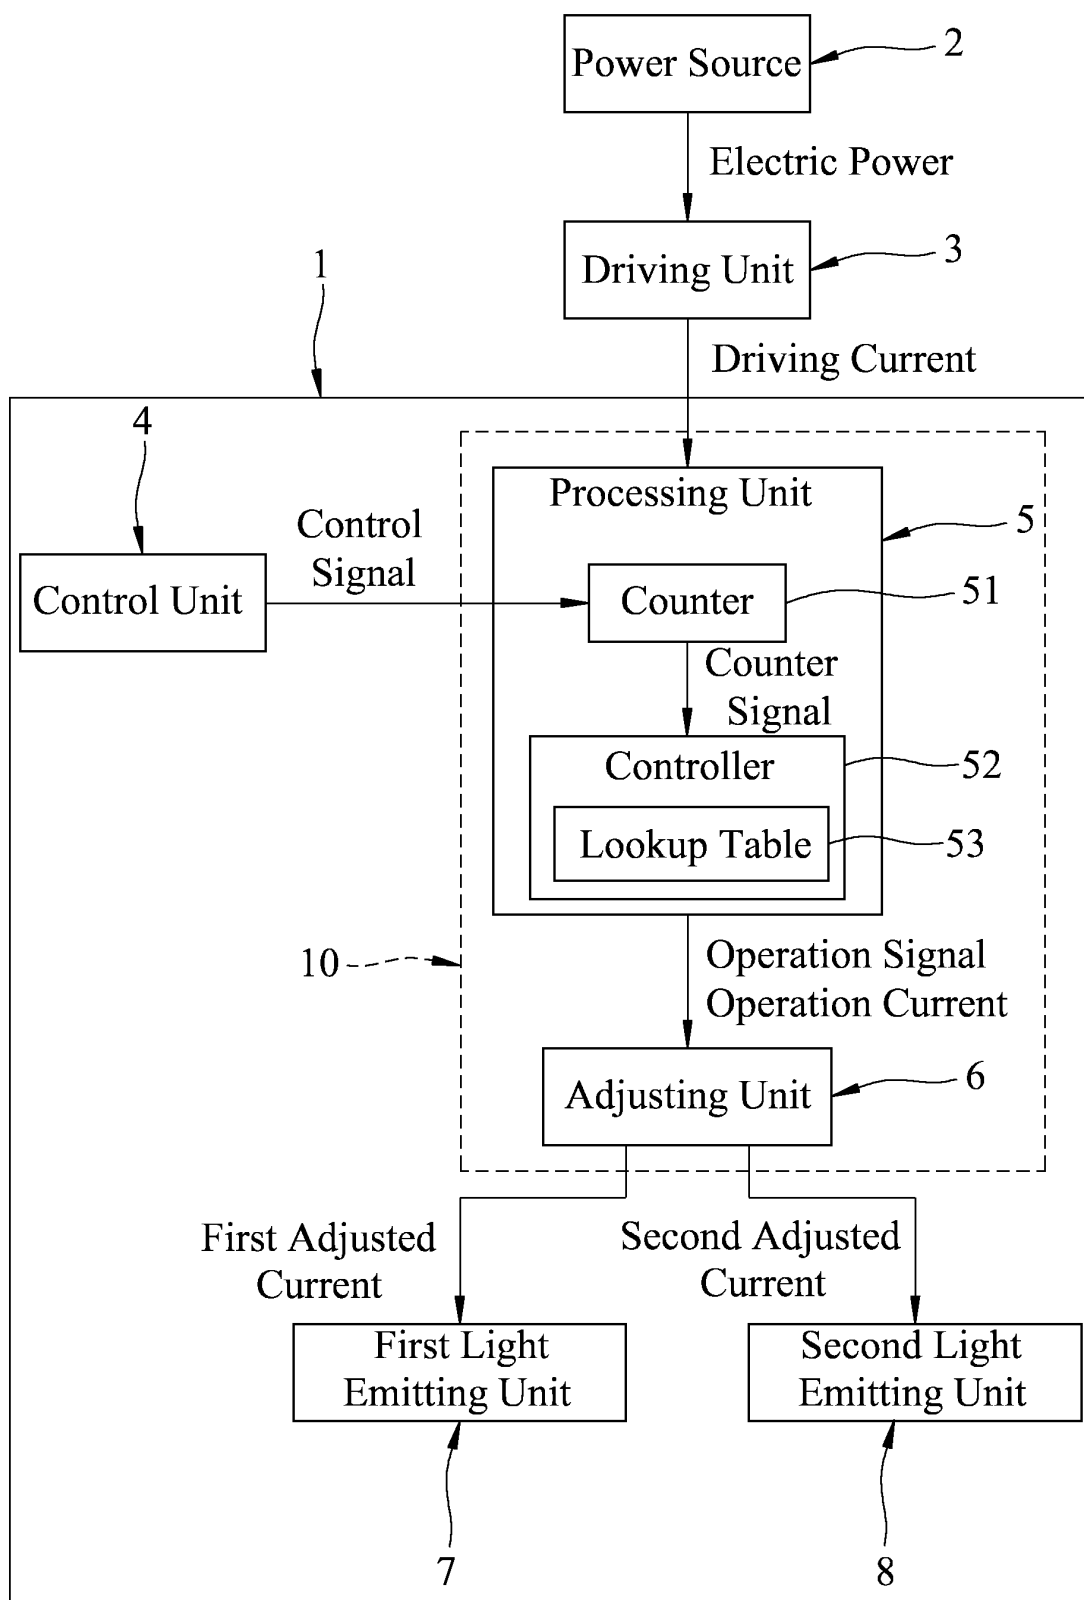 Power Source
2
Electric Power
Driving Unit
3
1
Driving Current
4
Processing Unit
5
Control
Signal
Control Unit
Counter
51
Counter
Signal
Controller
52
Lookup Table
53
10
Operation Signal
Operation Current
Adjusting Unit
6
First Adjusted
Current
Second Adjusted
Current
First Light
Emitting Unit
Second Light
Emitting Unit
7
8